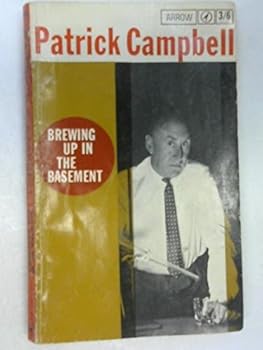 ARROW 3/6
Patrick Campbell
BREWING
UP IN
THE
BASEMENT